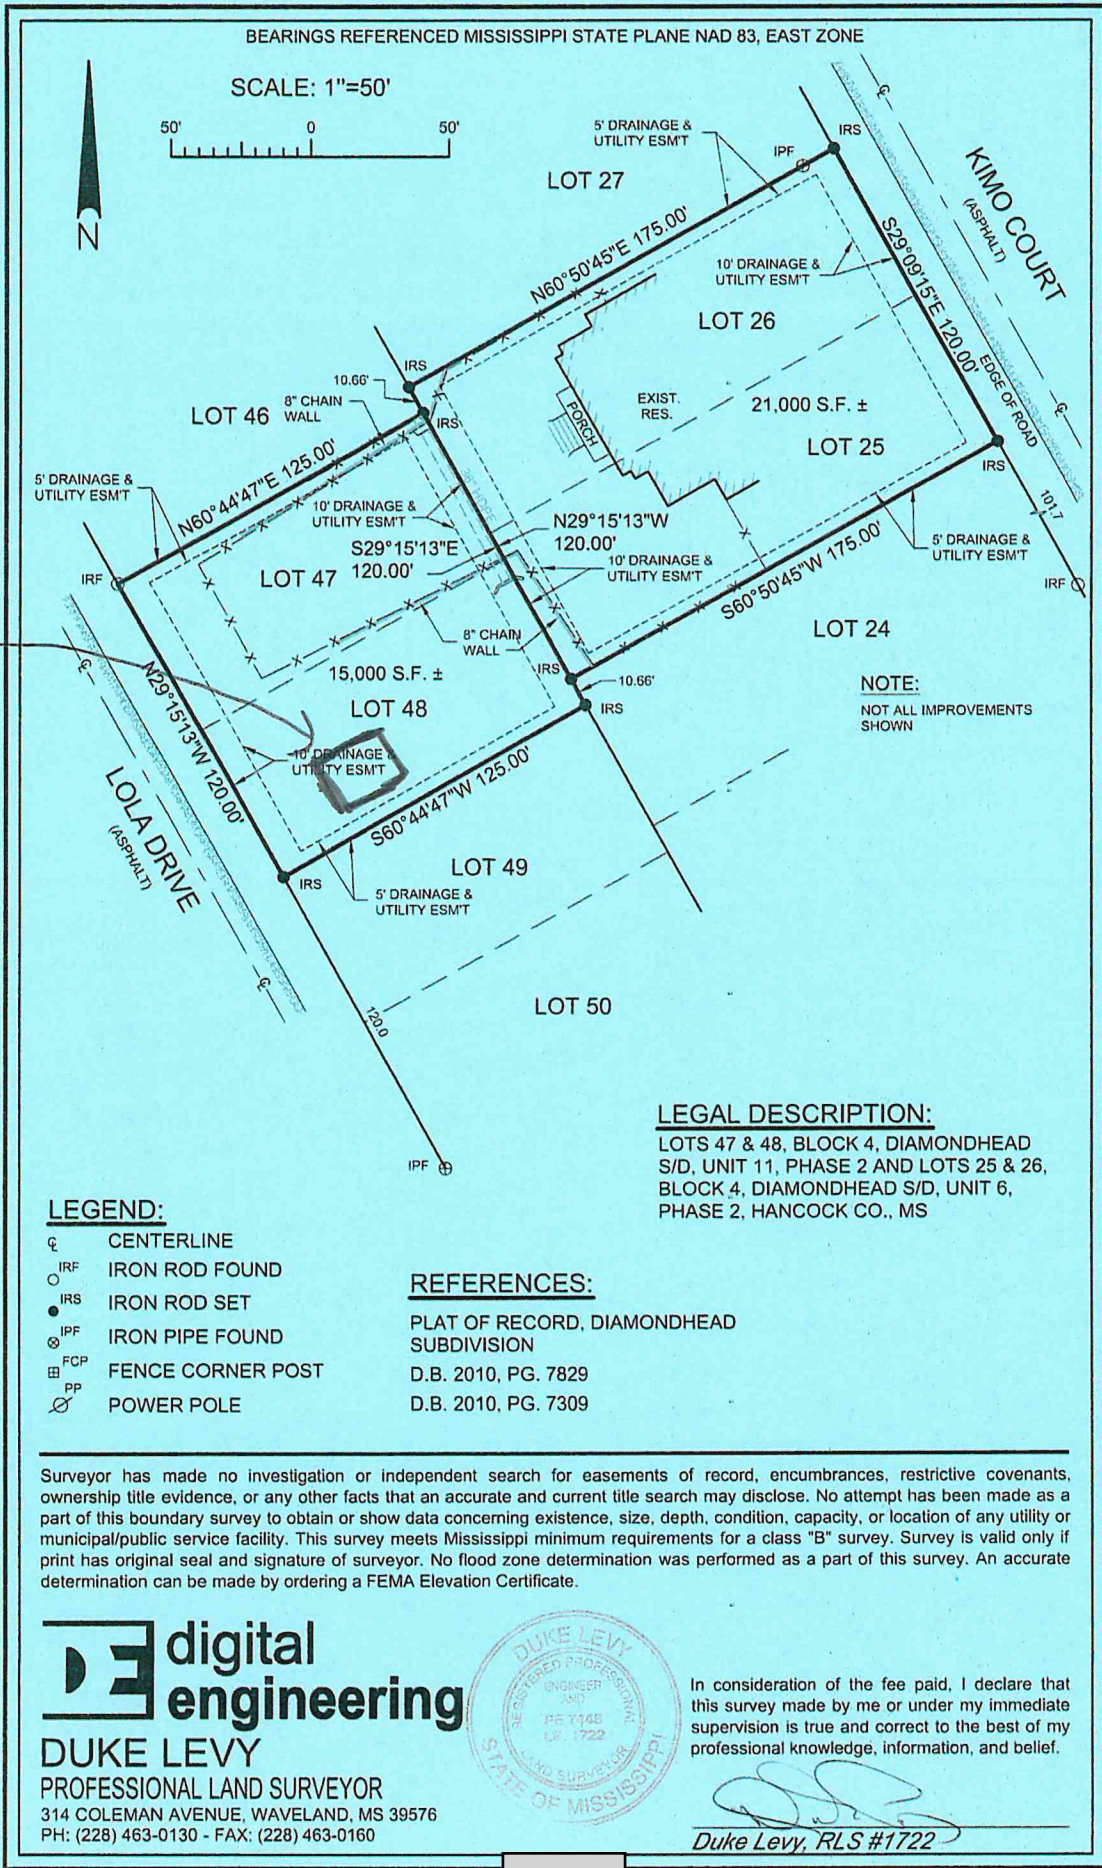 BEARINGS REFERENCED MISSISSIPPI STATE PLANE NAD 83, EAST ZONE
SCALE: 1"=50'
50' 0 50'
N
5' DRAINAGE &
UTILITY ESM'T
IPF
IRS
℄
KIMO COURT
(ASPHALT)
LOT 27
N60°50'45"E 175.00'
10' DRAINAGE &
UTILITY ESM'T
S29°09'15"E 120.00'
LOT 26
EDGE OF ROAD
℄
IRS
10.66'
8" CHAIN
WALL
LOT 46
IRS
EXIST.
RES.
PORCH
21,000 S.F. ±
LOT 25
IRS
5' DRAINAGE &
UTILITY ESM'T
N60°44'47"E 125.00'
10' DRAINAGE &
UTILITY ESM'T
N29°15'13"W
120.00'
S29°15'13"E
120.00'
101.7
5' DRAINAGE &
UTILITY ESM'T
10' DRAINAGE &
UTILITY ESM'T
S60°50'45"W 175.00'
IRF
LOT 47
IRF
LOT 24
8" CHAIN
WALL
℄
15,000 S.F. ±
IRS
10.66'
IRS
NOTE:
NOT ALL IMPROVEMENTS
SHOWN
N29°15'13"W 120.00'
LOT 48
10' DRAINAGE &
UTILITY ESM'T
S60°44'47"W 125.00'
LOLA DRIVE
(ASPHALT)
LOT 49
IRS
5' DRAINAGE &
UTILITY ESM'T
℄
120.0
LOT 50
IPF
LEGAL DESCRIPTION:
LOTS 47 & 48, BLOCK 4, DIAMONDHEAD
S/D, UNIT 11, PHASE 2 AND LOTS 25 & 26,
BLOCK 4, DIAMONDHEAD S/D, UNIT 6,
PHASE 2, HANCOCK CO., MS
LEGEND:
℄ CENTERLINE
IRF IRON ROD FOUND
IRS IRON ROD SET
IPF IRON PIPE FOUND
FCP FENCE CORNER POST
PP POWER POLE
REFERENCES:
PLAT OF RECORD, DIAMONDHEAD
SUBDIVISION
D.B. 2010, PG. 7829
D.B. 2010, PG. 7309
Surveyor has made no investigation or independent search for easements of record, encumbrances, restrictive covenants,
ownership title evidence, or any other facts that an accurate and current title search may disclose. No attempt has been made as a
part of this boundary survey to obtain or show data concerning existence, size, depth, condition, capacity, or location of any utility or
municipal/public service facility. This survey meets Mississippi minimum requirements for a class "B" survey. Survey is valid only if
print has original seal and signature of surveyor. No flood zone determination was performed as a part of this survey. An accurate
determination can be made by ordering a FEMA Elevation Certificate.
DE digital
engineering
DUKE LEVY
PROFESSIONAL LAND SURVEYOR
314 COLEMAN AVENUE, WAVELAND, MS 39576
PH: (228) 463-0130 - FAX: (228) 463-0160
DUKE LEVY
REGISTERED PROFESSIONAL
ENGINEER
AND
PE 7448
1722
LAND SURVEYOR
STATE OF MISSISSIPPI
In consideration of the fee paid, I declare that
this survey made by me or under my immediate
supervision is true and correct to the best of my
professional knowledge, information, and belief.
Duke Levy, RLS #1722